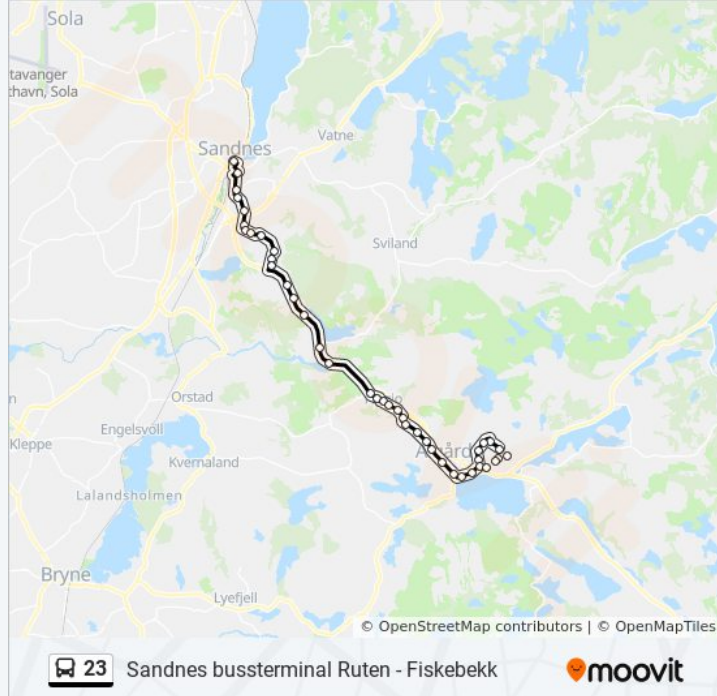 Sola
tavanger
thavn, Sola
Sandnes
Vatne
Sviland
Orstad
Engelsvoll
Kleppe
Kvernaland
Lalandsholmen
Bryne
Lyefjell
© OpenStreetMap contributors | © OpenMapTiles
23 Sandnes bussterminal Ruten - Fiskebekk moovit